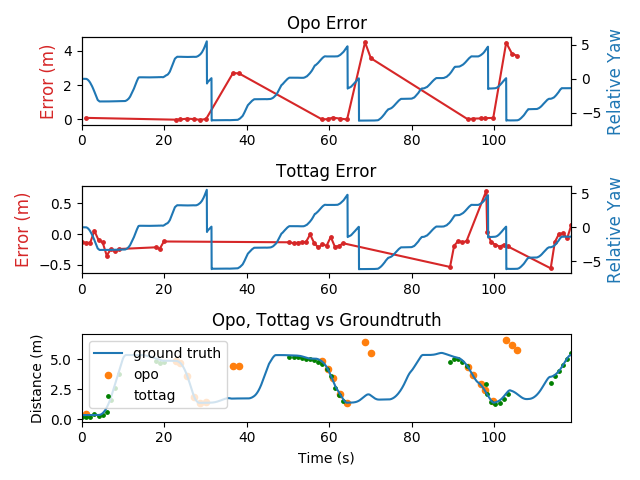 Opo Error
Error (m)
4
2
0
5
0
−5
Relative Yaw
0 20 40 60 80 100
Tottag Error
Error (m)
0.5
0.0
−0.5
5
0
−5
Relative Yaw
0 20 40 60 80 100
Opo, Tottag vs Groundtruth
Distance (m)
5.0
2.5
0.0
ground truth
opo
tottag
0 20 40 60 80 100
Time (s)